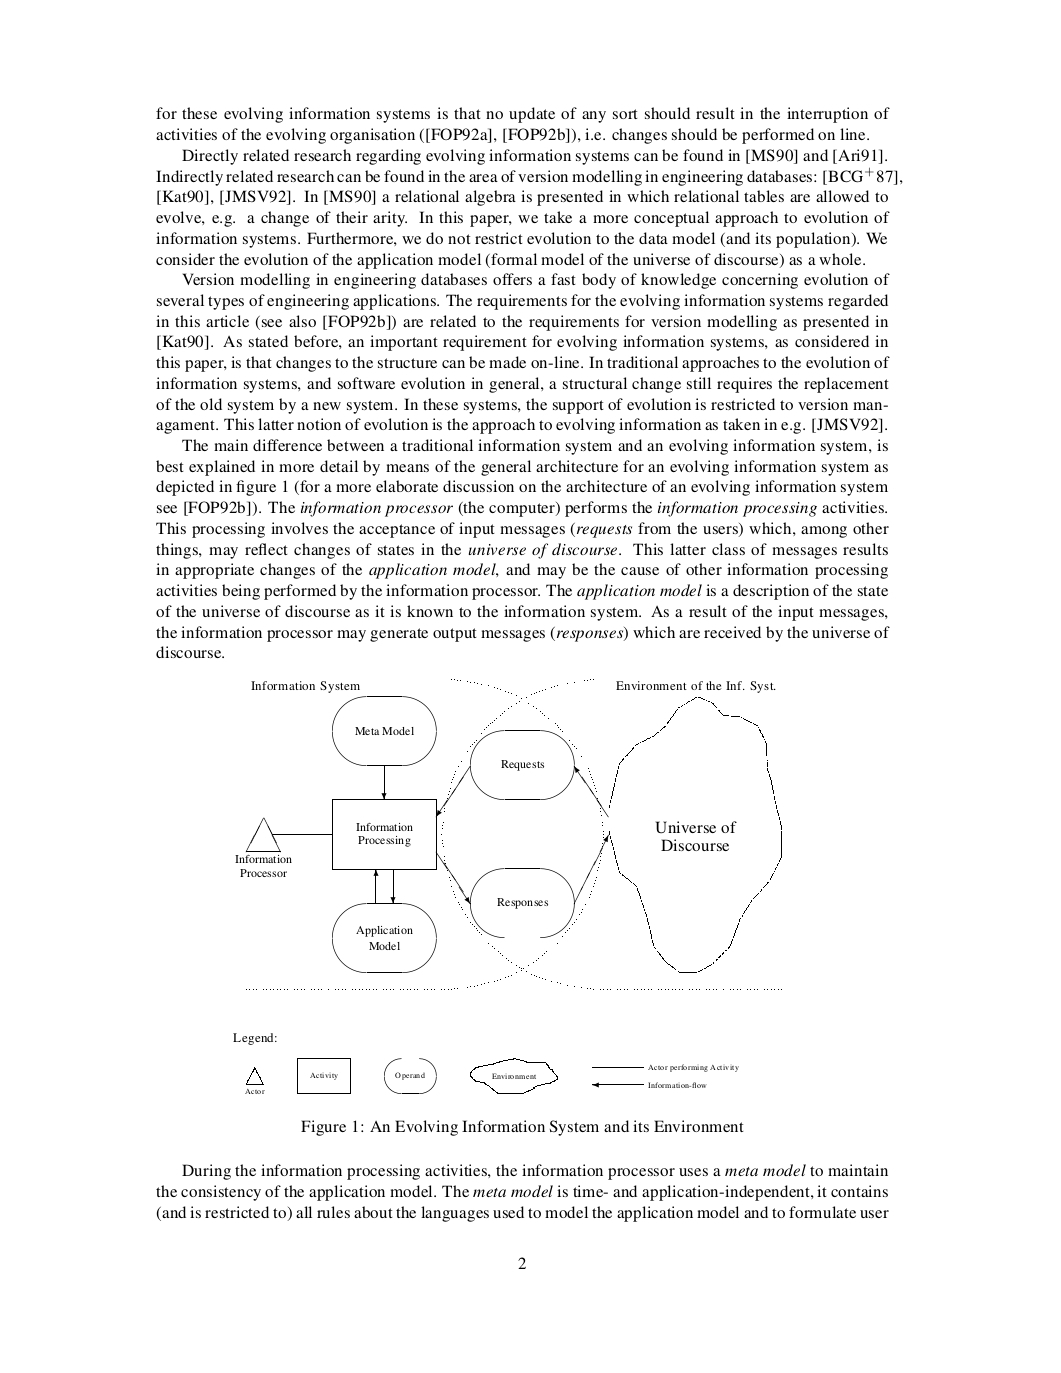 for these evolving information systems is that no update of any sort should result in the interruption of
activities of the evolving organisation ([FOP92a], [FOP92b]), i.e. changes should be performed on line.
Directly related research regarding evolving information systems can be found in [MS90] and [Ari91].
Indirectly related research can be found in the area of version modelling in engineering databases: [BCG+87],
[Kat90], [JMSV92]. In [MS90] a relational algebra is presented in which relational tables are allowed to
evolve, e.g. a change of their arity. In this paper, we take a more conceptual approach to evolution of
information systems. Furthermore, we do not restrict evolution to the data model (and its population). We
consider the evolution of the application model (formal model of the universe of discourse) as a whole.
Version modelling in engineering databases offers a fast body of knowledge concerning evolution of
several types of engineering applications. The requirements for the evolving information systems regarded
in this article (see also [FOP92b]) are related to the requirements for version modelling as presented in
[Kat90]. As stated before, an important requirement for evolving information systems, as considered in
this paper, is that changes to the structure can be made on-line. In traditional approaches to the evolution of
information systems, and software evolution in general, a structural change still requires the replacement
of the old system by a new system. In these systems, the support of evolution is restricted to version man-
agament. This latter notion of evolution is the approach to evolving information as taken in e.g. [JMSV92].
The main difference between a traditional information system and an evolving information system, is
best explained in more detail by means of the general architecture for an evolving information system as
depicted in figure 1 (for a more elaborate discussion on the architecture of an evolving information system
see [FOP92b]). The information processor (the computer) performs the information processing activities.
This processing involves the acceptance of input messages (requests from the users) which, among other
things, may reflect changes of states in the universe of discourse. This latter class of messages results
in appropriate changes of the application model, and may be the cause of other information processing
activities being performed by the information processor. The application model is a description of the state
of the universe of discourse as it is known to the information system. As a result of the input messages,
the information processor may generate output messages (responses) which are received by the universe of
discourse.
Information System
Environment of the Inf. Syst.
Meta Model
Requests
Information
Processing
Universe of
Discourse
Information
Processor
Responses
Application
Model
Legend:
Actor
Activity
Operand
Environment
Actor performing Activity
Information-flow
Figure 1: An Evolving Information System and its Environment
During the information processing activities, the information processor uses a meta model to maintain
the consistency of the application model. The meta model is time- and application-independent, it contains
(and is restricted to) all rules about the languages used to model the application model and to formulate user
2